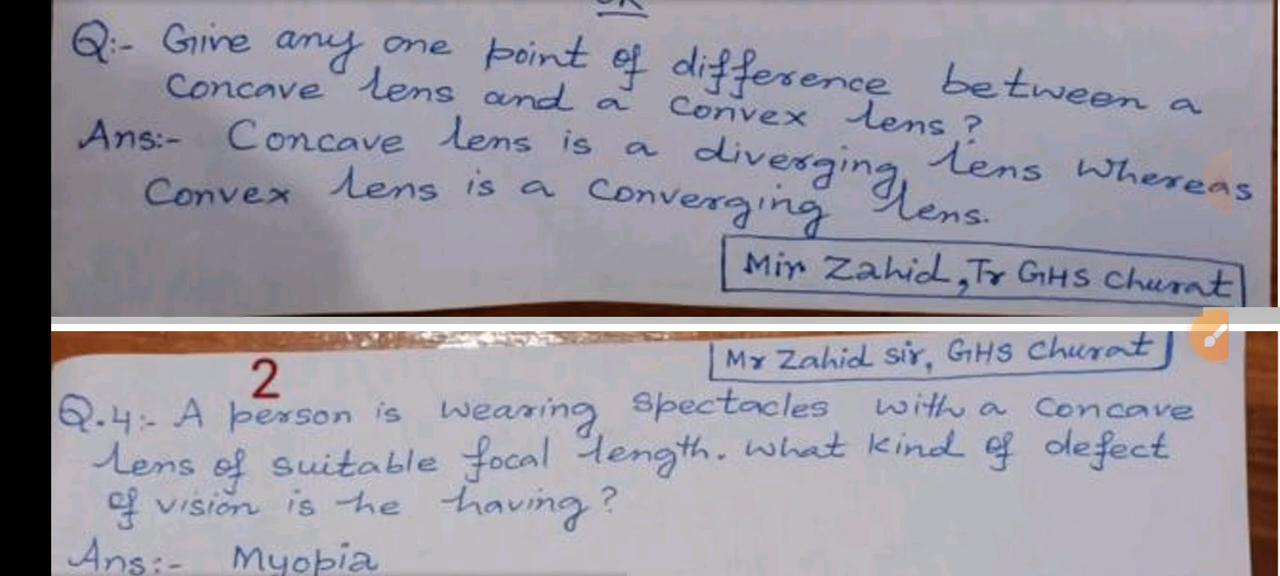 OR
Q:- Give any one point of difference between a
Concave lens and a convex lens?
Ans:- Concave lens is a diverging lens whereas
Convex lens is a converging lens.
Mir Zahid, Tr GHS Churat
Mr Zahid sir, GHS Churat
2
Q.4:- A person is wearing spectacles with a concave
lens of suitable focal length. what kind of defect
of vision is he having?
Ans:- Myopia